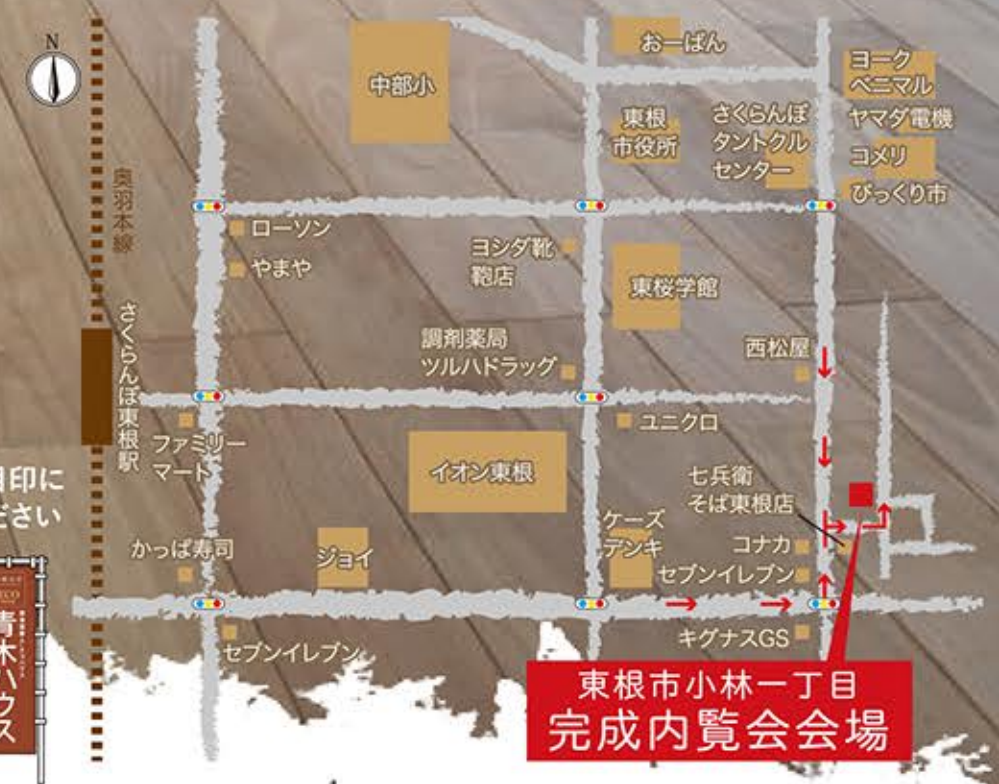 N
おーばん
ヨーク
ベニマル
中部小
東根
市役所
さくらんぼ
タントクル
センター
ヤマダ電機
コメリ
びっくり市
奥羽本線
ローソン
やまや
ヨシダ靴
鞄店
東桜学館
さくらんぼ東根駅
調剤薬局
ツルハドラッグ
西松屋
ファミリー
マート
ユニクロ
イオン東根
七兵衛
そば東根店
目印に
ださい
かっぱ寿司
ジョイ
ケーズ
デンキ
コナカ
セブンイレブン
キグナスGS
セブンイレブン
青木ハウス
東根市小林一丁目
完成内覧会会場